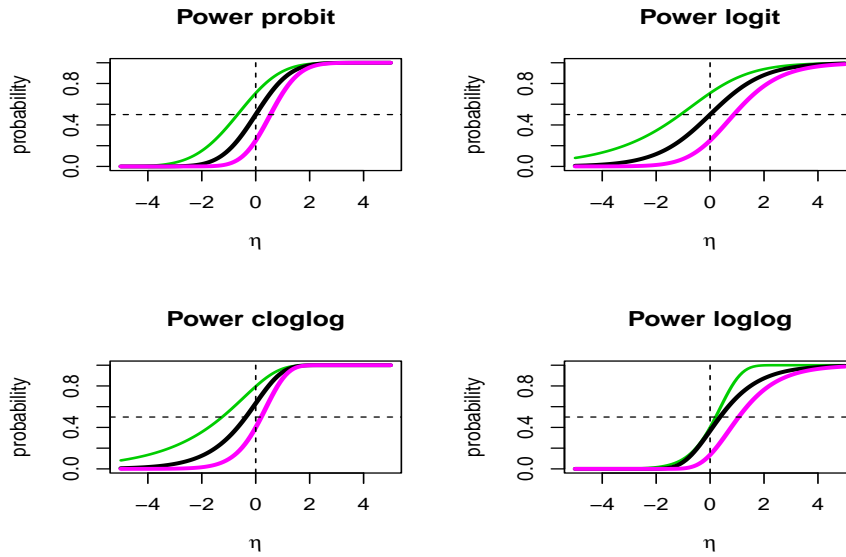 Power probit
probability
0.0 0.4 0.8
−4 −2 0 2 4
η
Power logit
probability
0.0 0.4 0.8
−4 −2 0 2 4
η
Power cloglog
probability
0.0 0.4 0.8
−4 −2 0 2 4
η
Power loglog
probability
0.0 0.4 0.8
−4 −2 0 2 4
η